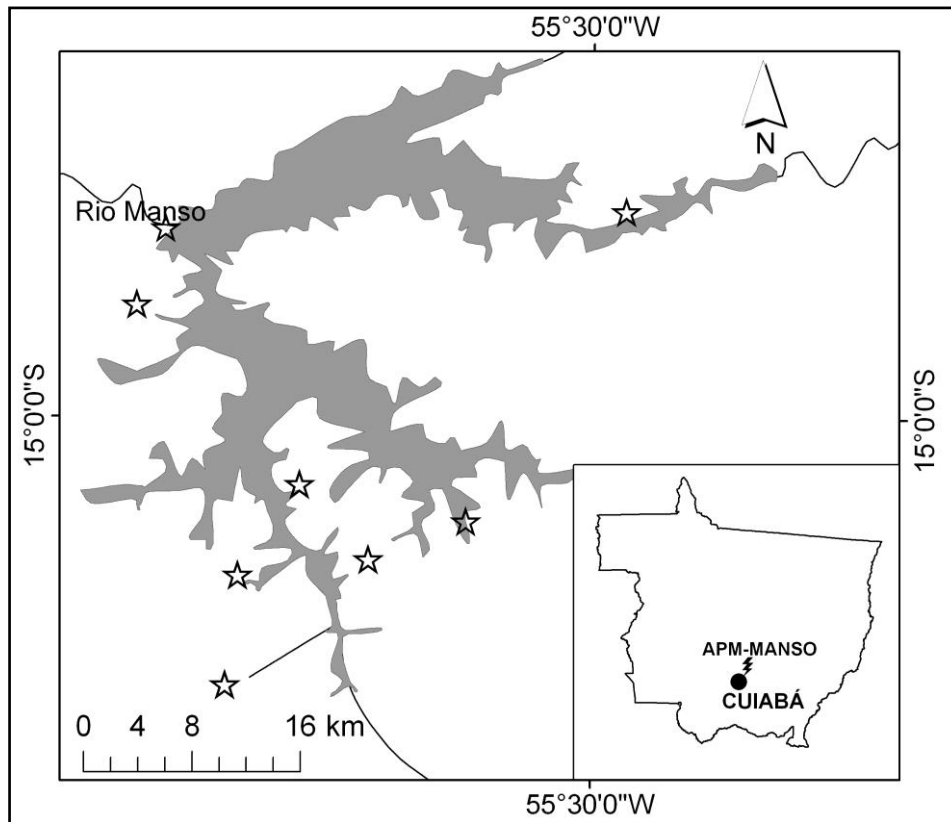 55°30'0"W
N
Rio Manso
15°0'0"S
15°0'0"S
APM-MANSO
CUIABÁ
0 4 8 16 km
55°30'0"W